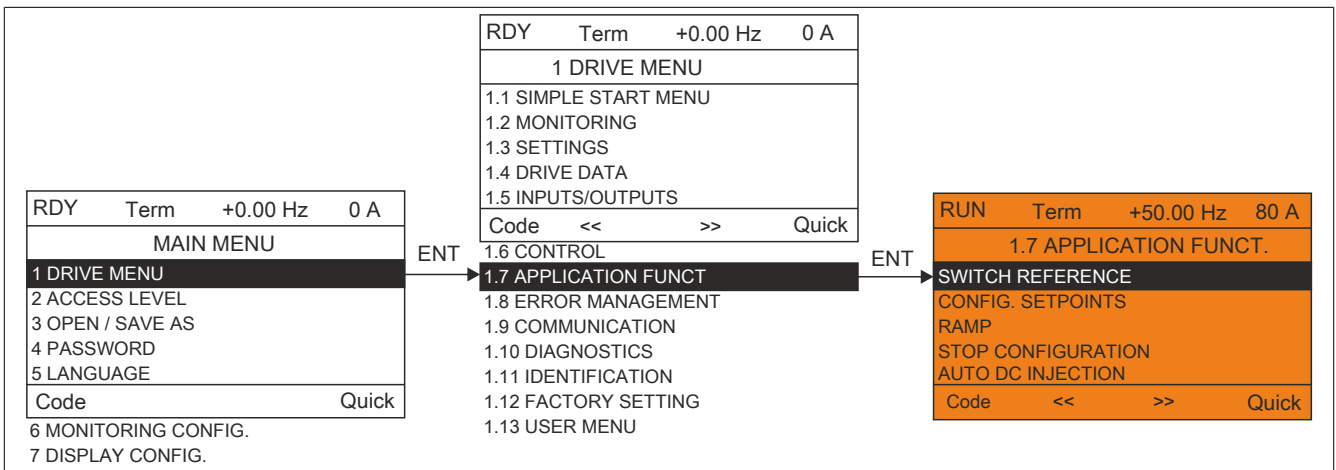 RDY Term +0.00 Hz 0 A
MAIN MENU
1 DRIVE MENU
2 ACCESS LEVEL
3 OPEN / SAVE AS
4 PASSWORD
5 LANGUAGE
Code Quick
6 MONITORING CONFIG.
7 DISPLAY CONFIG.
ENT
RDY Term +0.00 Hz 0 A
1 DRIVE MENU
1.1 SIMPLE START MENU
1.2 MONITORING
1.3 SETTINGS
1.4 DRIVE DATA
1.5 INPUTS/OUTPUTS
Code << >> Quick
1.6 CONTROL
1.7 APPLICATION FUNCT
1.8 ERROR MANAGEMENT
1.9 COMMUNICATION
1.10 DIAGNOSTICS
1.11 IDENTIFICATION
1.12 FACTORY SETTING
1.13 USER MENU
ENT
RUN Term +50.00 Hz 80 A
1.7 APPLICATION FUNCT.
SWITCH REFERENCE
CONFIG. SETPOINTS
RAMP
STOP CONFIGURATION
AUTO DC INJECTION
Code << >> Quick